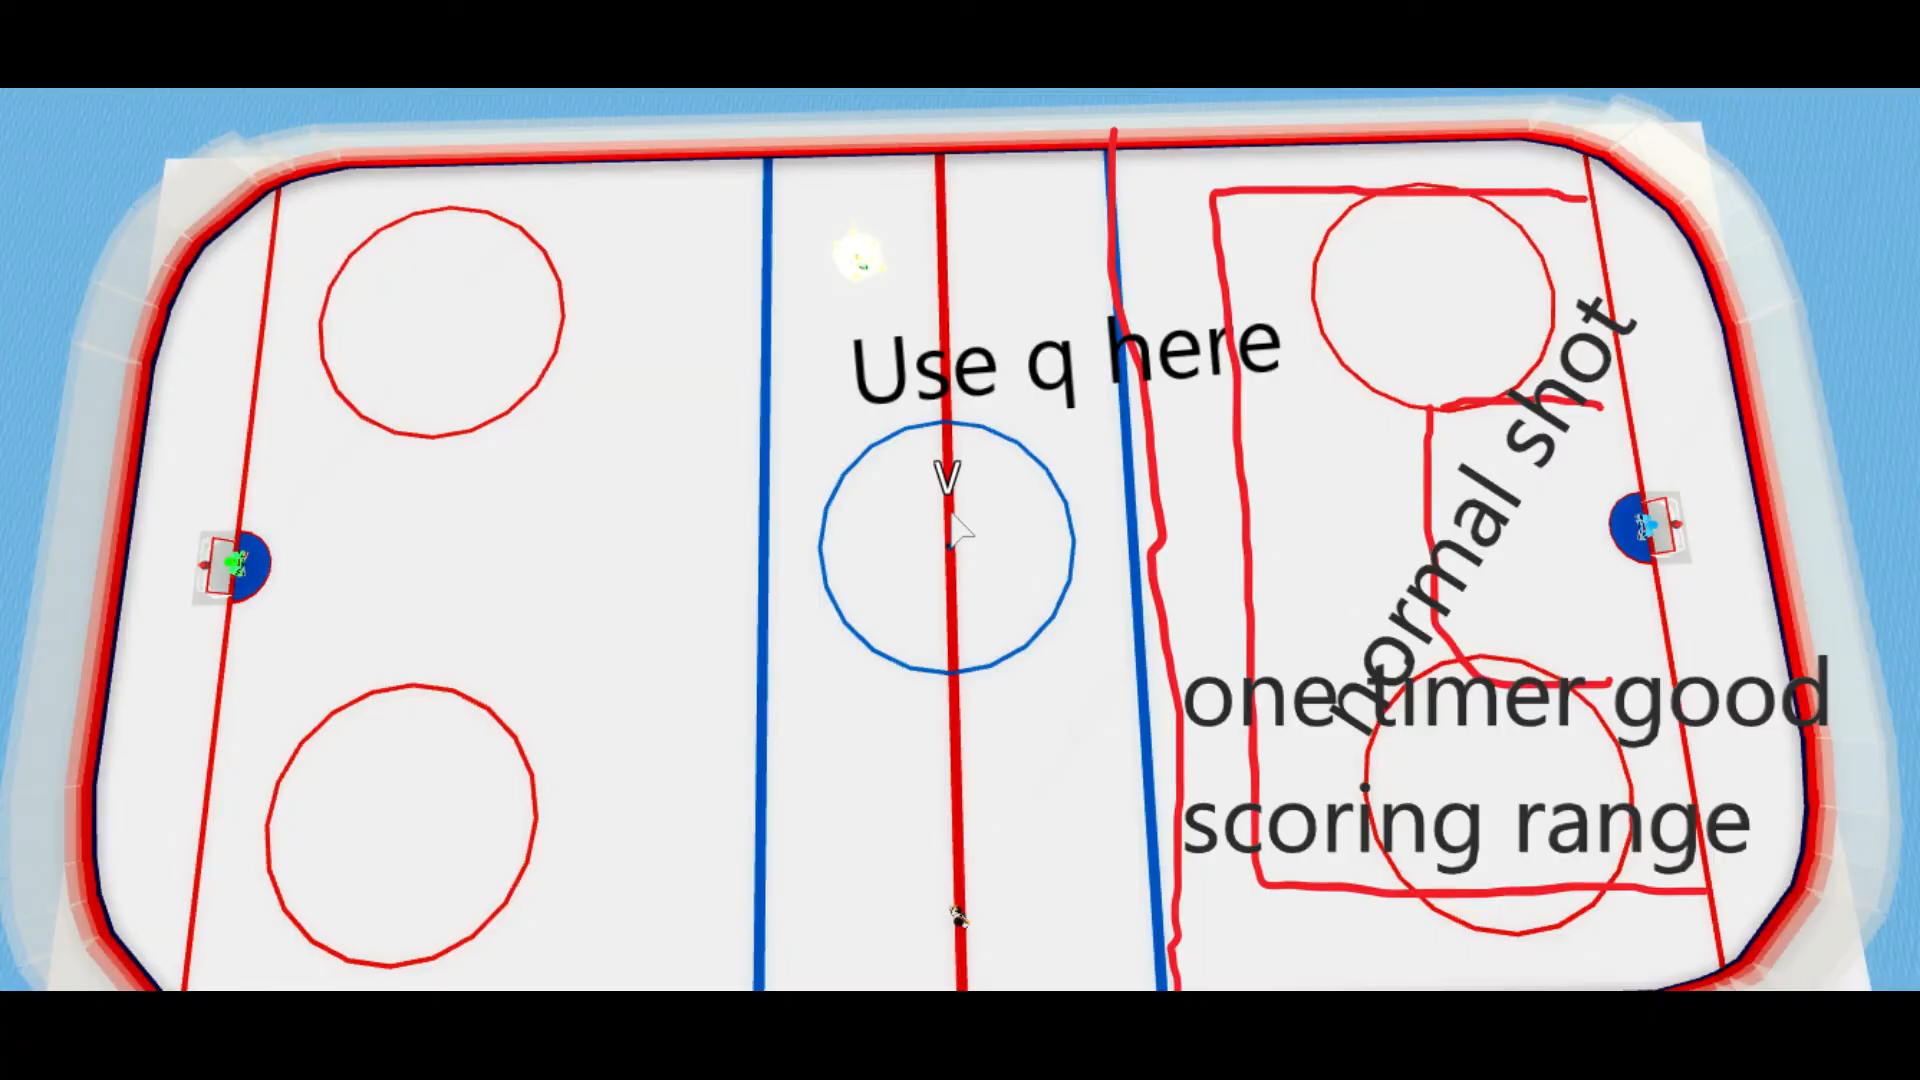 Use q here
V
normal shot
one timer good
scoring range